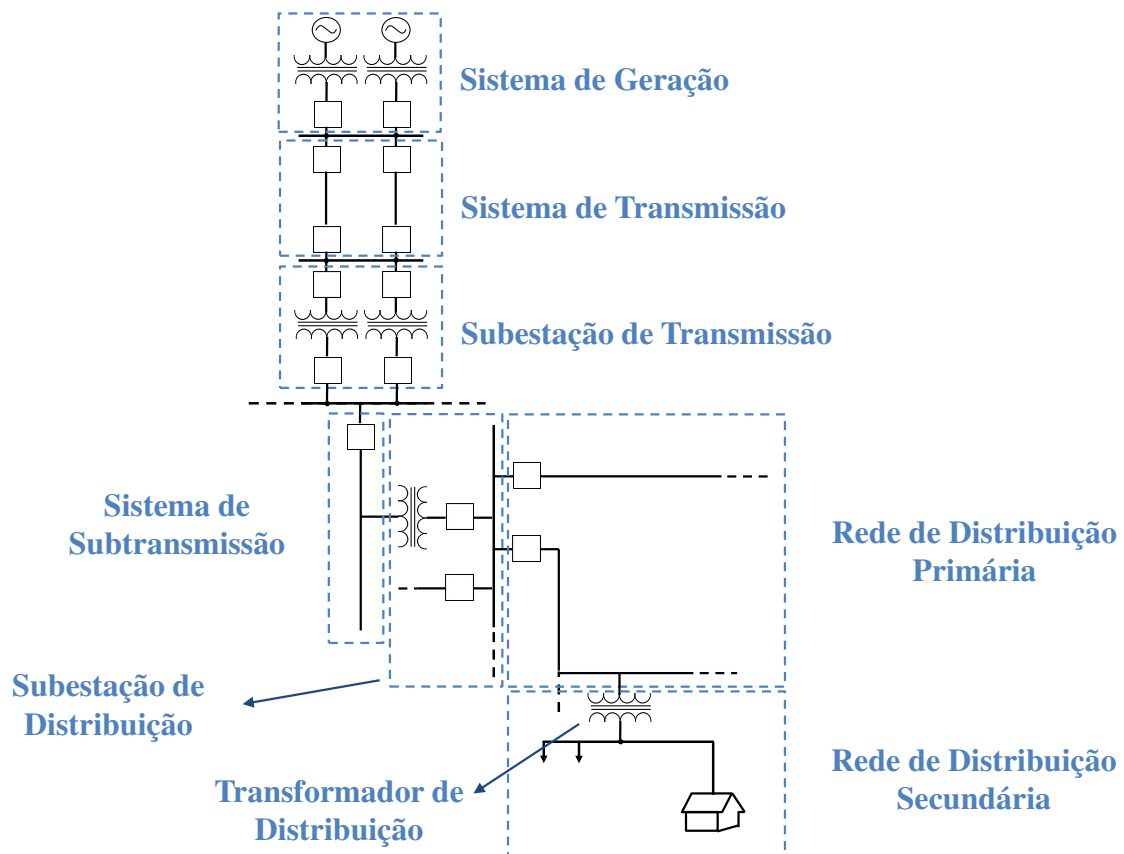 Sistema de Geração
Sistema de Transmissão
Subestação de Transmissão
Sistema de
Subtransmissão
Rede de Distribuição
Primária
Subestação de
Distribuição
Transformador de
Distribuição
Rede de Distribuição
Secundária